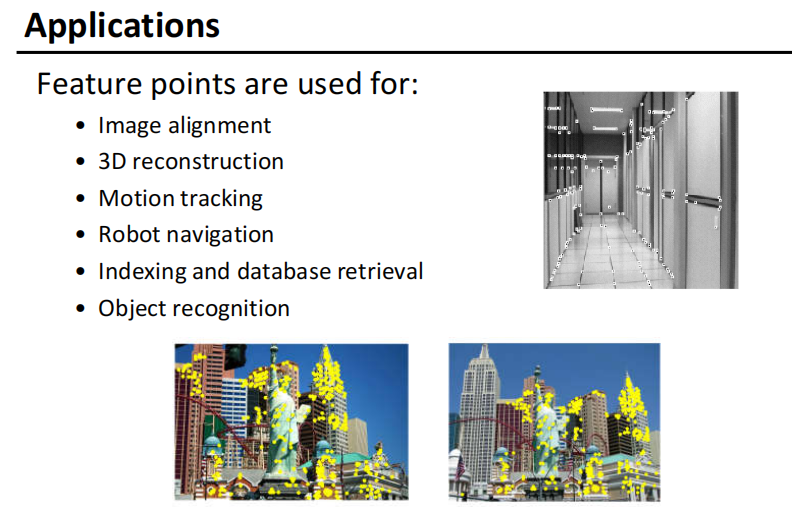 Applications
Feature points are used for:
• Image alignment
• 3D reconstruction
• Motion tracking
• Robot navigation
• Indexing and database retrieval
• Object recognition